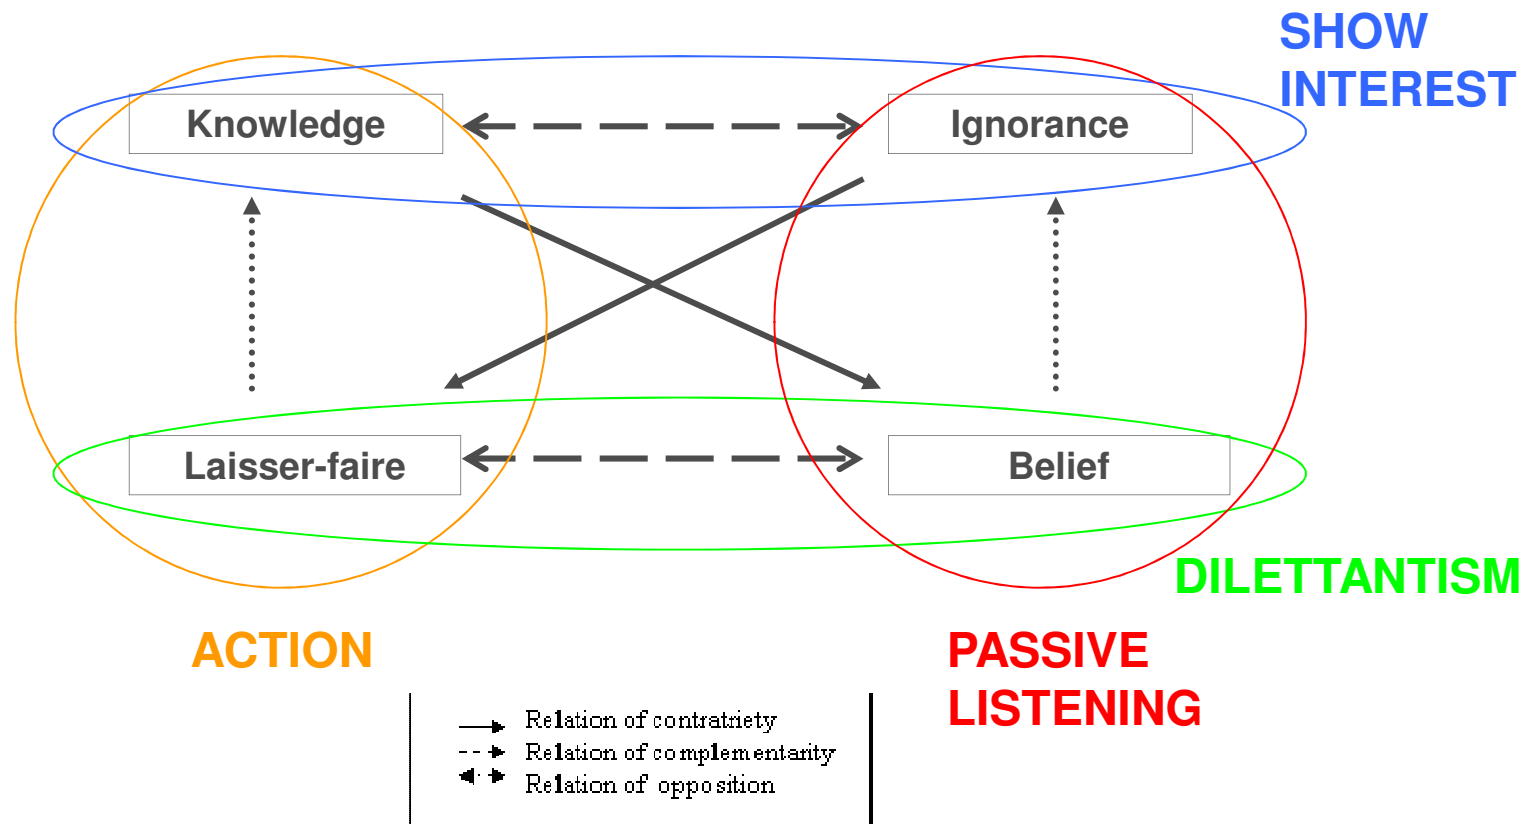 SHOW
INTEREST
Knowledge
Ignorance
Laisser-faire
Belief
DILETTANTISM
ACTION
PASSIVE
LISTENING
Relation of contratriety
Relation of complementarity
Relation of opposition